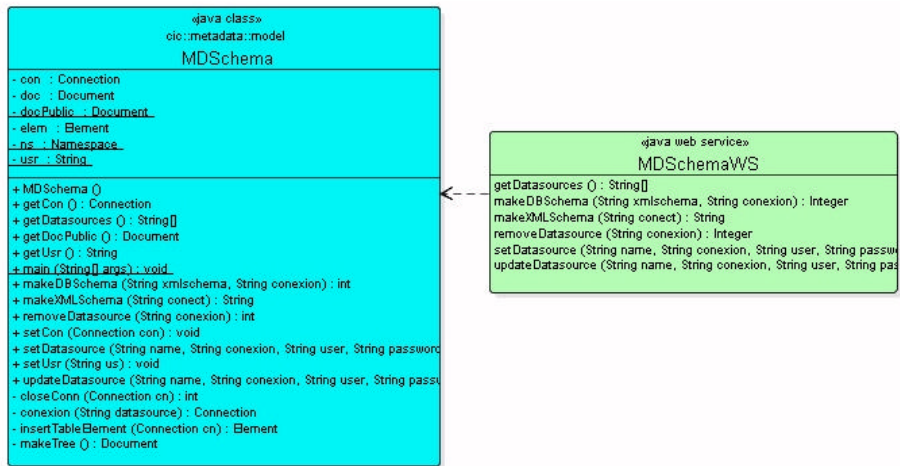 «java class»
cic::metadata::model
MDSchema
- con : Connection
- doc : Document
- docPublic : Document
- elem : Element
- ns : Namespace
- usr : String
+ MDSchema ()
+ getCon () : Connection
+ getDatasources () : String[]
+ getDocPublic () : Document
+ getUsr () : String
+ main (String[] args) : void
+ makeDBSchema (String xmlschema, String conexion) : int
+ makeXMLSchema (String conect) : String
+ removeDatasource (String conexion) : int
+ setCon (Connection con) : void
+ setDatasource (String name, String conexion, String user, String password
+ setUsr (String us) : void
+ updateDatasource (String name, String conexion, String user, String passw
- closeConn (Connection cn) : int
- conexion (String datasource) : Connection
- insertTableElement (Connection cn) : Element
- makeTree () : Document
«java web service»
MDSchemaWS
getDatasources () : String[]
makeDBSchema (String xmlschema, String conexion) : Integer
makeXMLSchema (String conect) : String
removeDatasource (String conexion) : Integer
setDatasource (String name, String conexion, String user, String passw
updateDatasource (String name, String conexion, String user, String pas